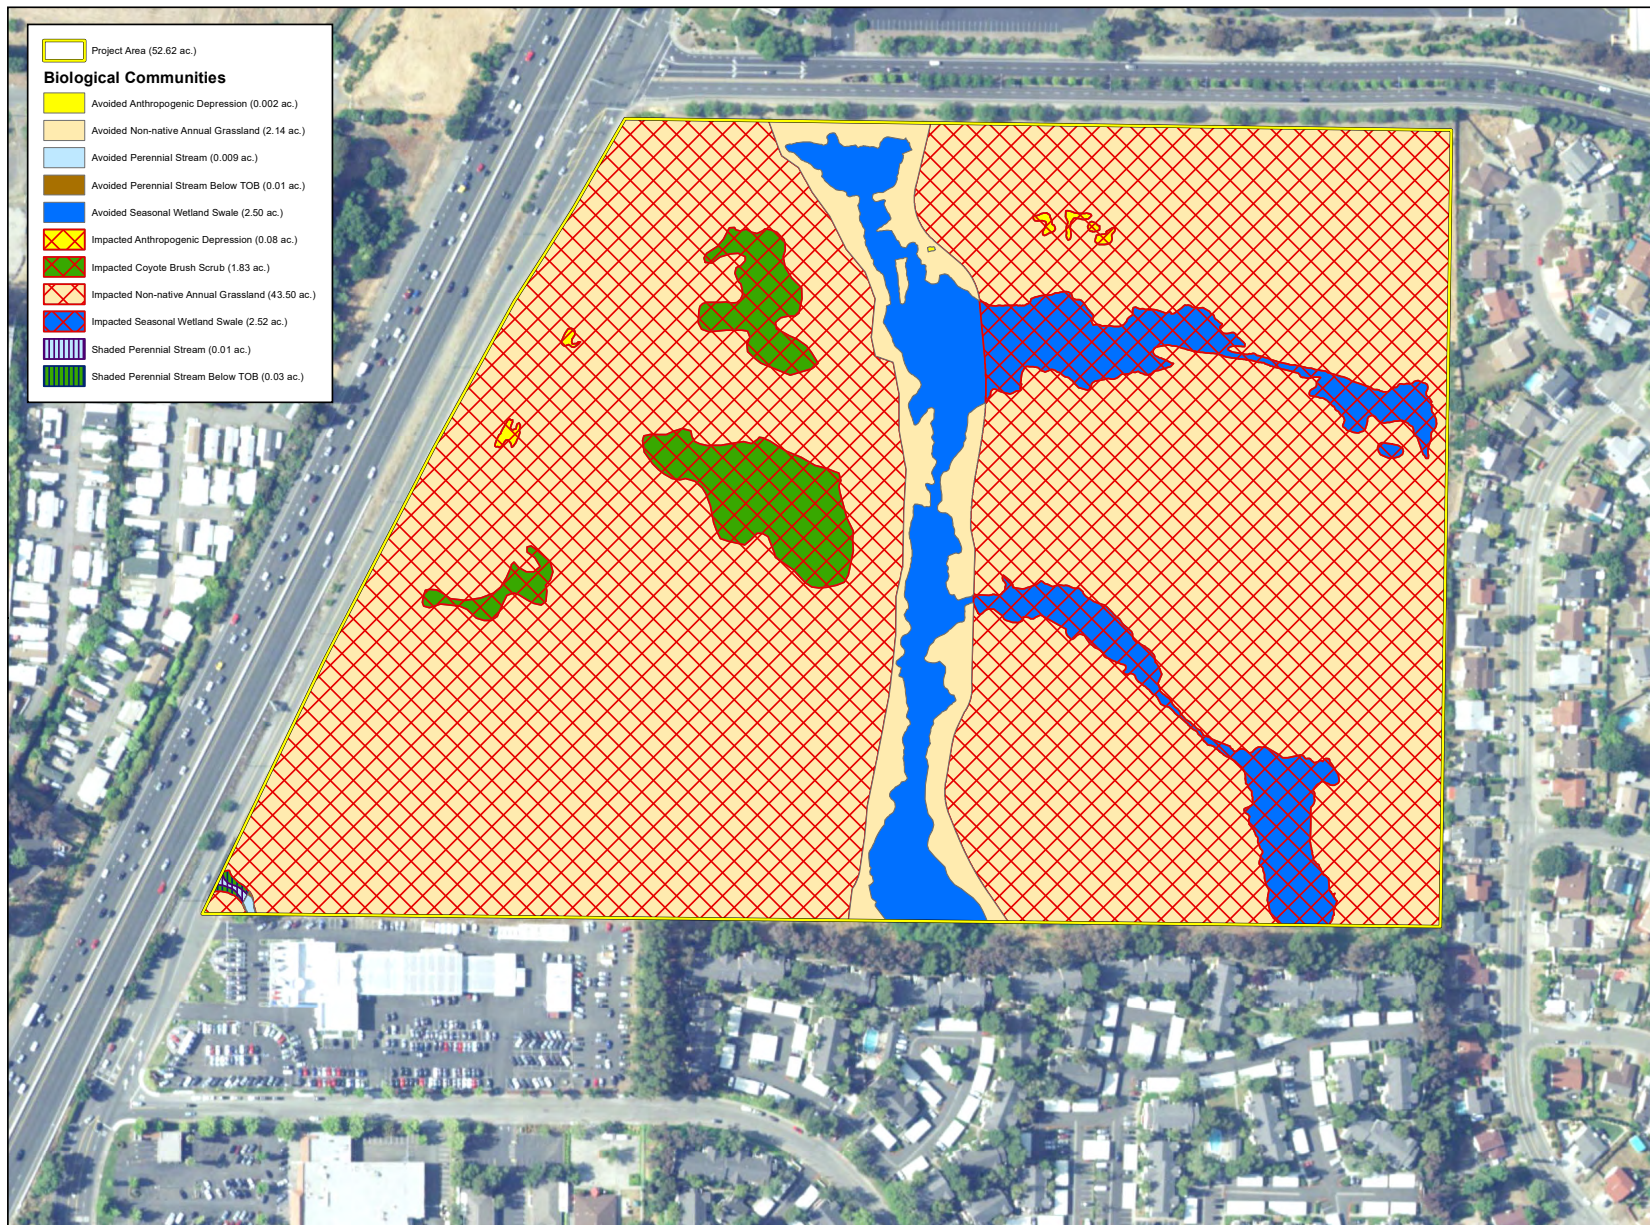 Project Area (52.62 ac.)
Biological Communities
Avoided Anthropogenic Depression (0.002 ac.)
Avoided Non-native Annual Grassland (2.14 ac.)
Avoided Perennial Stream (0.009 ac.)
Avoided Perennial Stream Below TOB (0.01 ac.)
Avoided Seasonal Wetland Swale (2.50 ac.)
Impacted Anthropogenic Depression (0.08 ac.)
Impacted Coyote Brush Scrub (1.83 ac.)
Impacted Non-native Annual Grassland (43.50 ac.)
Impacted Seasonal Wetland Swale (2.52 ac.)
Shaded Perennial Stream (0.01 ac.)
Shaded Perennial Stream Below TOB (0.03 ac.)